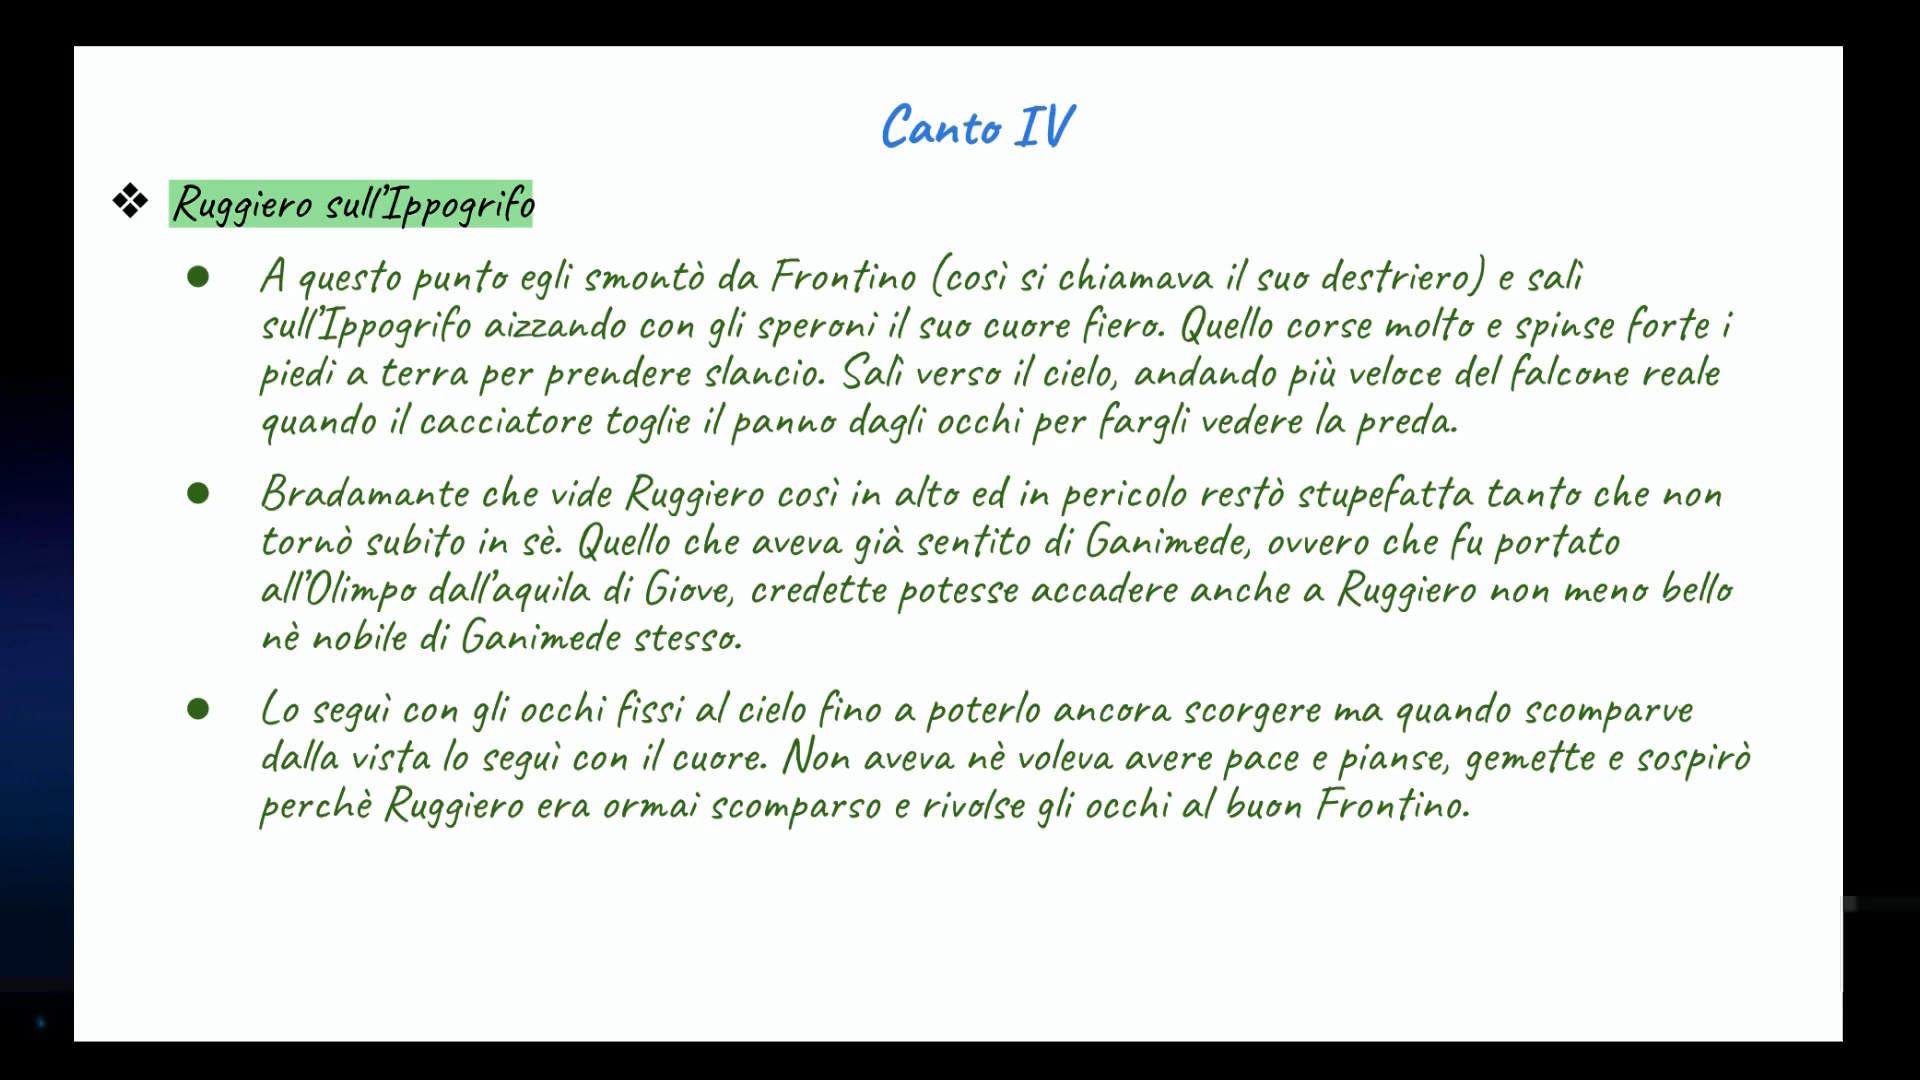 Canto IV
❖ Ruggiero sull'Ippogrifo
● A questo punto egli smontò da Frontino (così si chiamava il suo destriero) e salì
sull'Ippogrifo aizzando con gli speroni il suo cuore fiero. Quello corse molto e spinse forte i
piedi a terra per prendere slancio. Salì verso il cielo, andando più veloce del falcone reale
quando il cacciatore toglie il panno dagli occhi per fargli vedere la preda.
● Bradamante che vide Ruggiero così in alto ed in pericolo restò stupefatta tanto che non
tornò subito in sè. Quello che aveva già sentito di Ganimede, ovvero che fu portato
all'Olimpo dall'aquila di Giove, credette potesse accadere anche a Ruggiero non meno bello
nè nobile di Ganimede stesso.
● Lo seguì con gli occhi fissi al cielo fino a poterlo ancora scorgere ma quando scomparve
dalla vista lo seguì con il cuore. Non aveva nè voleva avere pace e pianse, gemette e sospirò
perchè Ruggiero era ormai scomparso e rivolse gli occhi al buon Frontino.